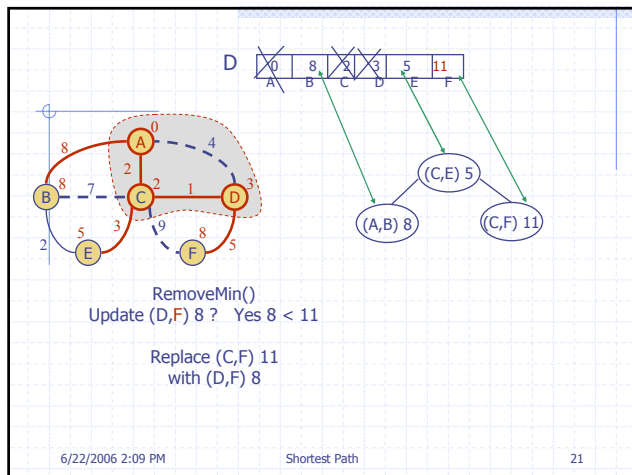 D 0 8 2 3 5 11
A B C D E F
0
A
8
4
2
(C,E) 5
8
2
3
B
7
C
1
D
(A,B) 8
(C,F) 11
9
2
5
3
8
5
E
F
RemoveMin()
Update (D,F) 8 ? Yes 8 < 11
Replace (C,F) 11
with (D,F) 8
6/22/2006 2:09 PM Shortest Path 21